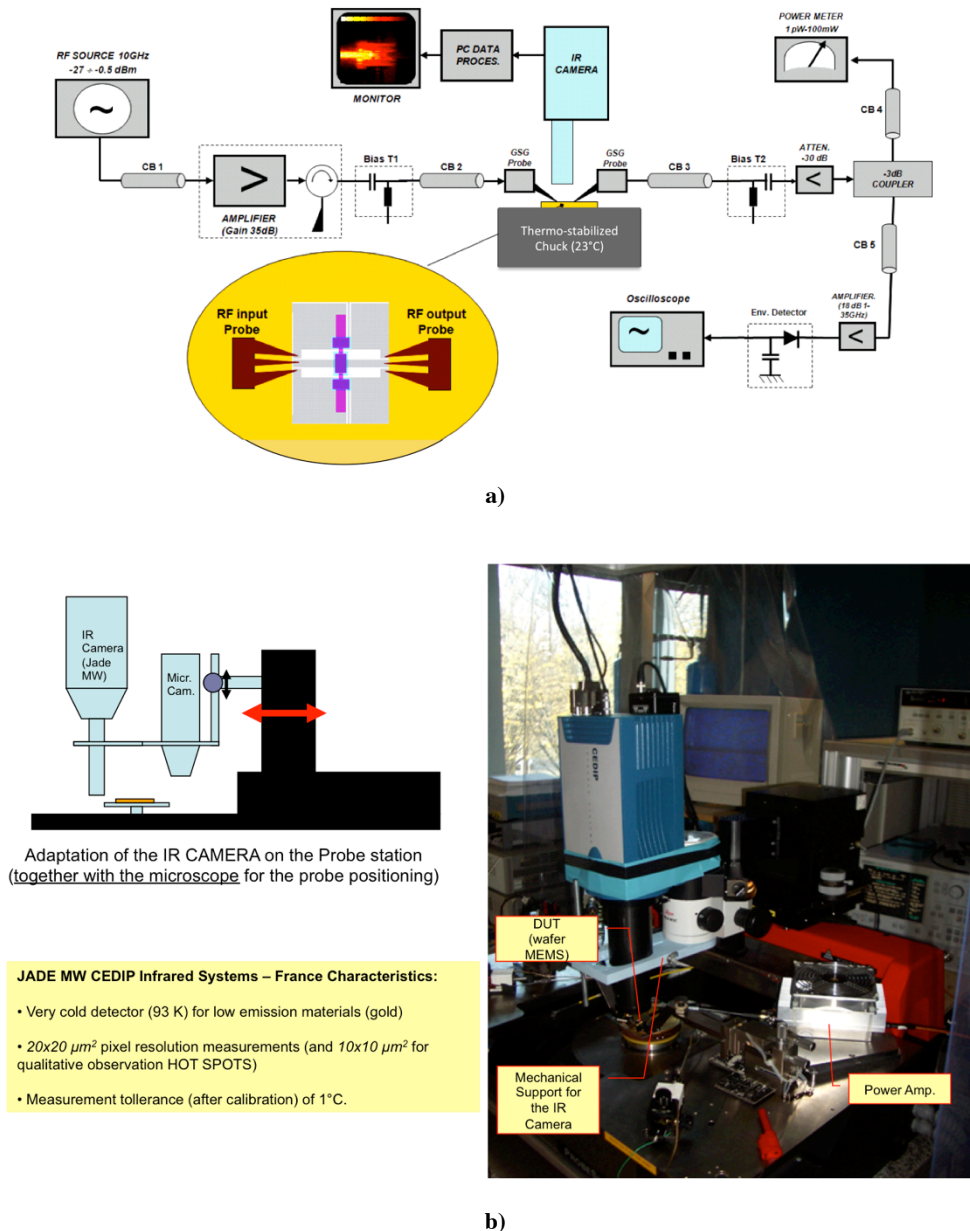 RF SOURCE 10GHz
-27 ÷ -0.5 dBm
~
CB 1
>
AMPLIFIER
(Gain 35dB)
Bias T1
CB 2
MONITOR
PC DATA
PROCES.
IR
CAMERA
GSG
Probe
GSG
Probe
CB 3
Bias T2
ATTEN.
-30 dB
<
POWER METER
1 pW-100mW
CB 4
-3dB
COUPLER
CB 5
AMPLIFIER.
(18 dB 1-
35GHz)
<
Env. Detector
Oscilloscope
~
Thermo-stabilized
Chuck (23°C)
RF input
Probe
RF output
Probe
a)
IR
Camera
(Jade
MW)
Micr.
Cam.
Adaptation of the IR CAMERA on the Probe station
(together with the microscope for the probe positioning)
JADE MW CEDIP Infrared Systems – France Characteristics:
• Very cold detector (93 K) for low emission materials (gold)
• 20x20 µm² pixel resolution measurements (and 10x10 µm² for
qualitative observation HOT SPOTS)
• Measurement tollerance (after calibration) of 1°C.
CEDIP
DUT
(wafer
MEMS)
Mechanical
Support for
the IR
Camera
Power Amp.
b)